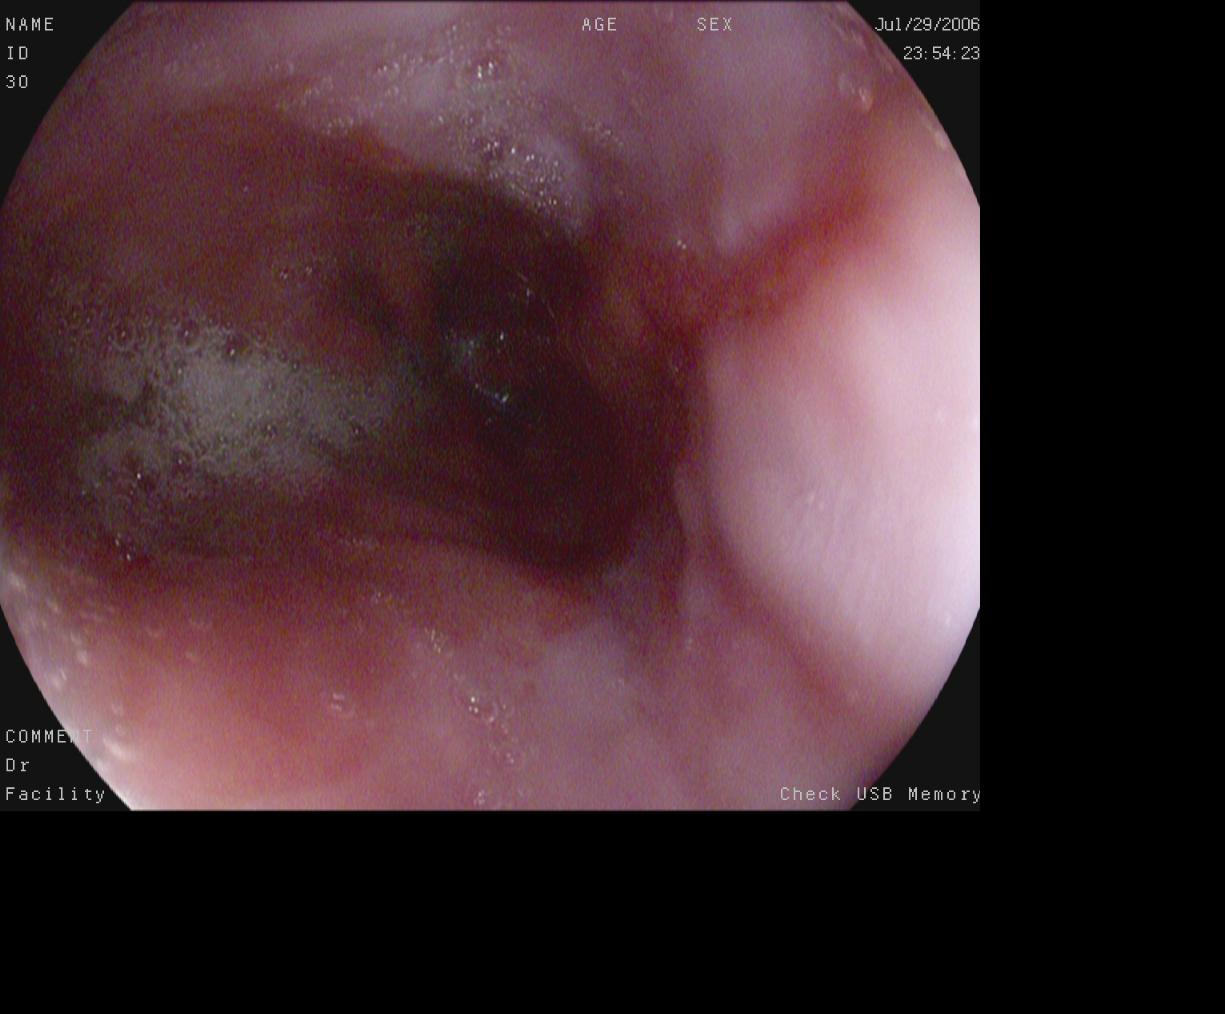 NAME AGE SEX Jul/29/2006
ID 23:54:23
30
COMMENT
Dr
Facility Check USB Memory